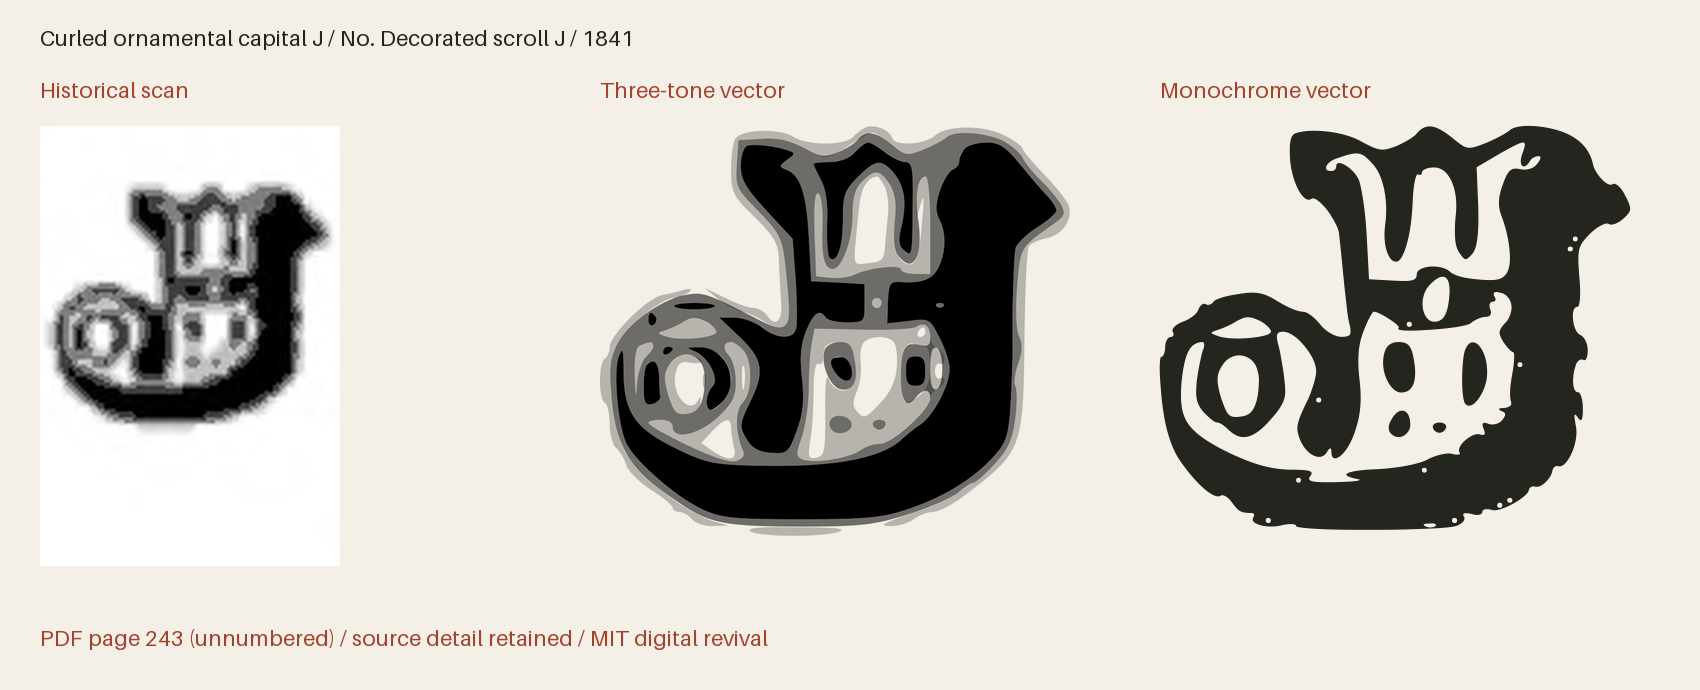 Curled ornamental capital J / No. Decorated scroll J / 1841
Historical scan
Three-tone vector
Monochrome vector
J
J
J
PDF page 243 (unnumbered) / source detail retained / MIT digital revival